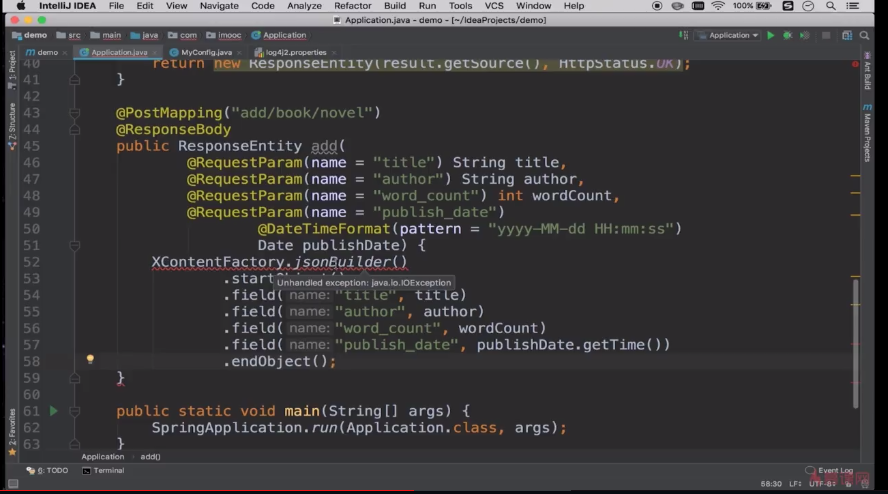 IntelliJ IDEA File Edit View Navigate Code Analyze Refactor Build Run Tools VCS Window Help 100%
Application.java - demo - [~/IdeaProjects/demo]
demo src main java com imooc Application Application
demo Application.java MyConfig.java log4j2.properties
40 return new ResponseEntity(result.getSource(), HttpStatus.OK);
41 }
42
43 @PostMapping("add/book/novel")
44 @ResponseBody
45 public ResponseEntity add(
46 @RequestParam(name = "title") String title,
47 @RequestParam(name = "author") String author,
48 @RequestParam(name = "word_count") int wordCount,
49 @RequestParam(name = "publish_date")
50 @DateTimeFormat(pattern = "yyyy-MM-dd HH:mm:ss")
51 Date publishDate) {
52 XContentFactory.jsonBuilder()
53 .startObject()
Unhandled exception: java.io.IOException
54 .field( name: "title", title)
55 .field( name: "author", author)
56 .field( name: "word_count", wordCount)
57 .field( name: "publish_date", publishDate.getTime())
58 .endObject();
59 }
60
61 public static void main(String[] args) {
62 SpringApplication.run(Application.class, args);
63 }
Application add()
6: TODO Terminal Event Log
58:30 LF: UTF-8:
1: Project
7: Structure
2: Favorites
Ant Build
Maven Projects